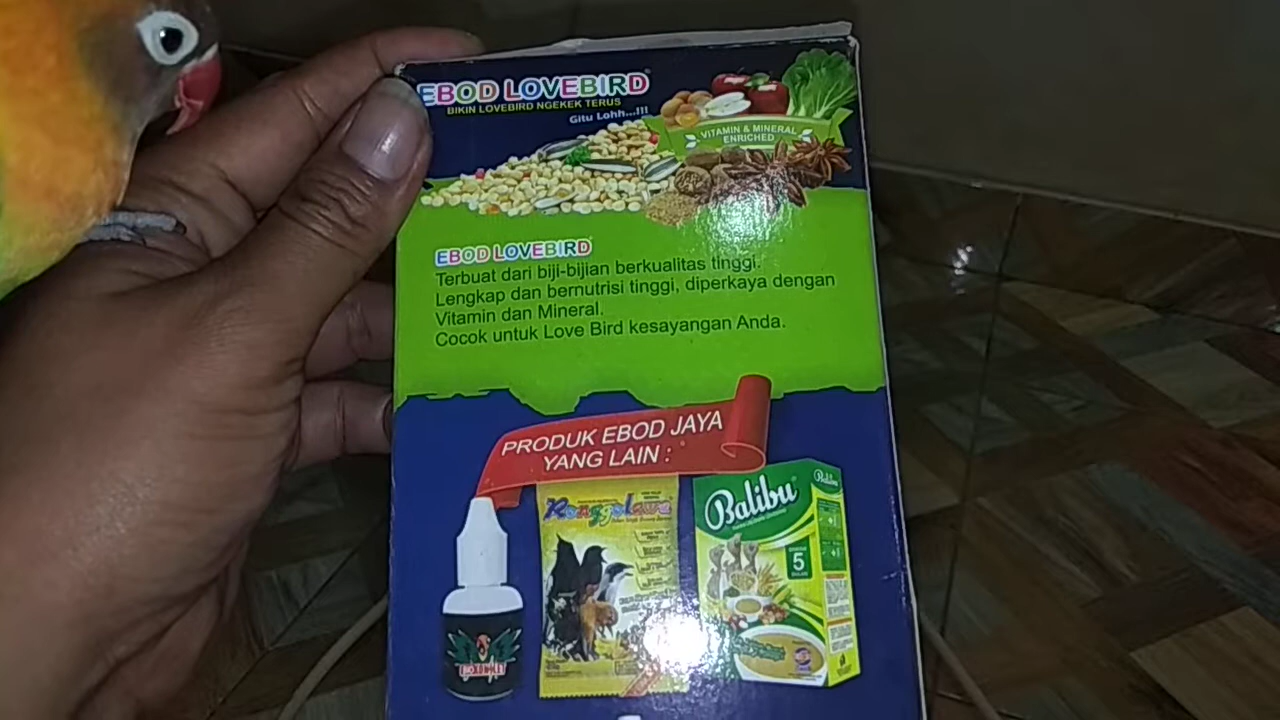 EBOD LOVEBIRD
BIKIN LOVEBIRD NGEKEK TERUS
Gitu Lohh...!!!
VITAMIN & MINERAL
ENRICHED
EBOD LOVEBIRD
Terbuat dari biji-bijian berkualitas tinggi.
Lengkap dan bernutrisi tinggi, diperkaya dengan
Vitamin dan Mineral.
Cocok untuk Love Bird kesayangan Anda.
PRODUK EBOD JAYA
YANG LAIN :
Ronggolawe
Balibu
5